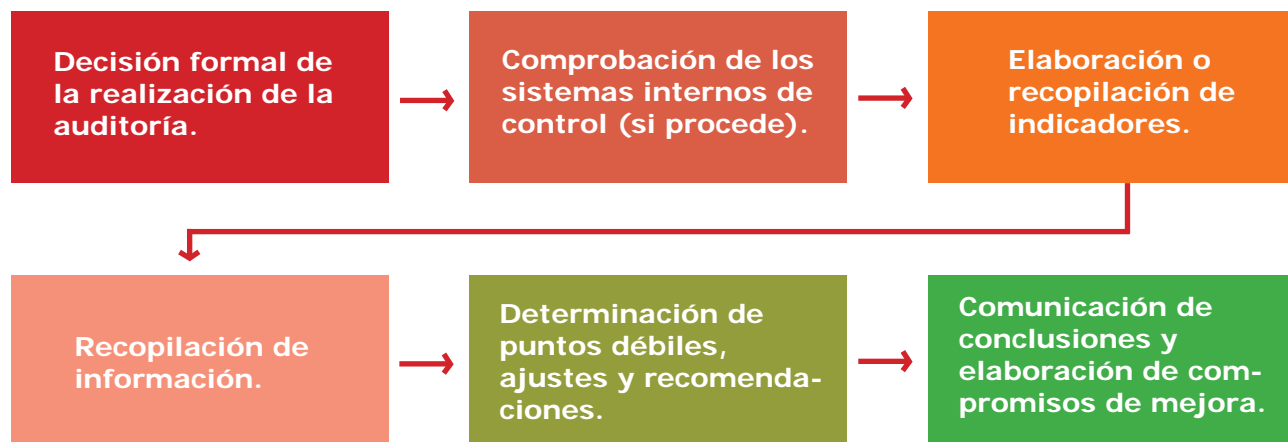 Decisión formal de
la realización de la
auditoría.
Comprobación de los
sistemas internos de
control (si procede).
Elaboración o
recopilación de
indicadores.
Recopilación de
información.
Determinación de
puntos débiles,
ajustes y recomenda-
ciones.
Comunicación de
conclusiones y
elaboración de com-
promisos de mejora.